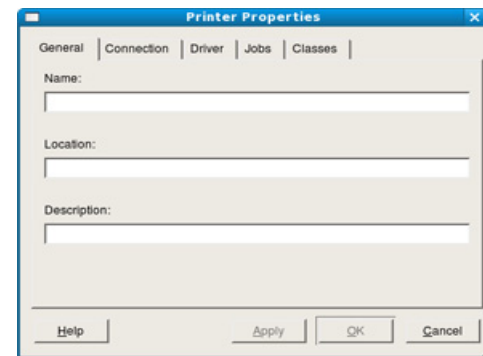 Printer Properties
General Connection Driver Jobs Classes
Name:
Location:
Description:
Help Apply OK Cancel